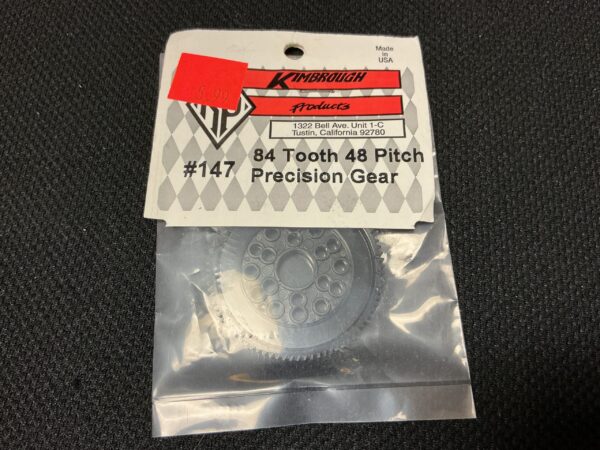 Made
in
USA
KIMBROUGH
Products
1322 Bell Ave. Unit 1-C
Tustin, California 92780
#147 84 Tooth 48 Pitch
Precision Gear